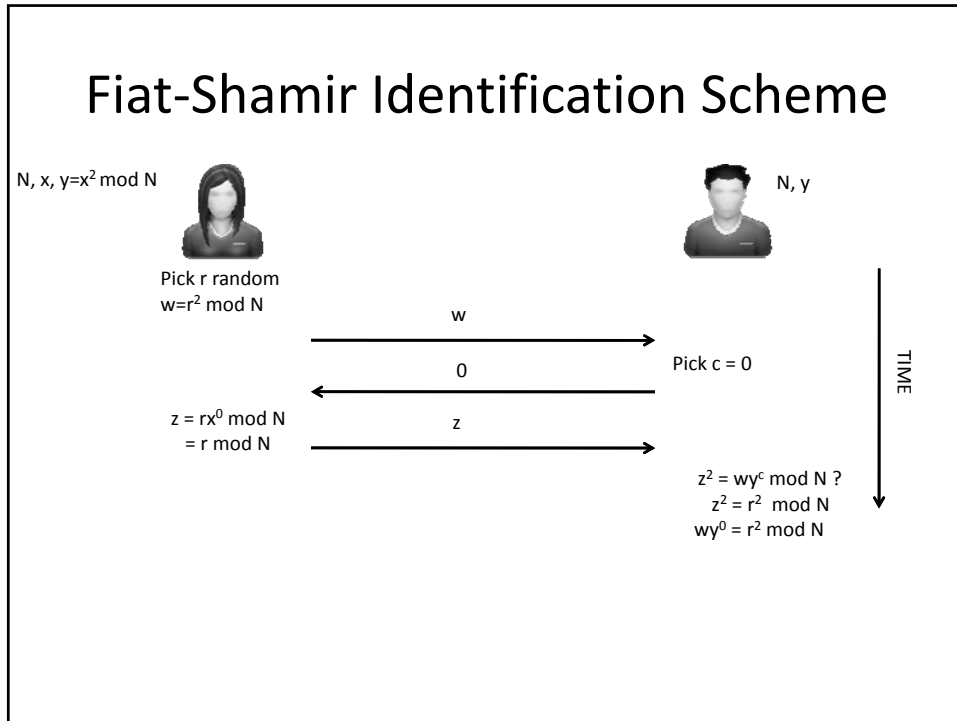 Fiat-Shamir Identification Scheme
N, x, y=x² mod N
N, y
Pick r random
w=r² mod N
w
Pick c = 0
0
z = rx⁰ mod N
= r mod N
z
z² = wyᶜ mod N ?
z² = r² mod N
wy⁰ = r² mod N
TIME